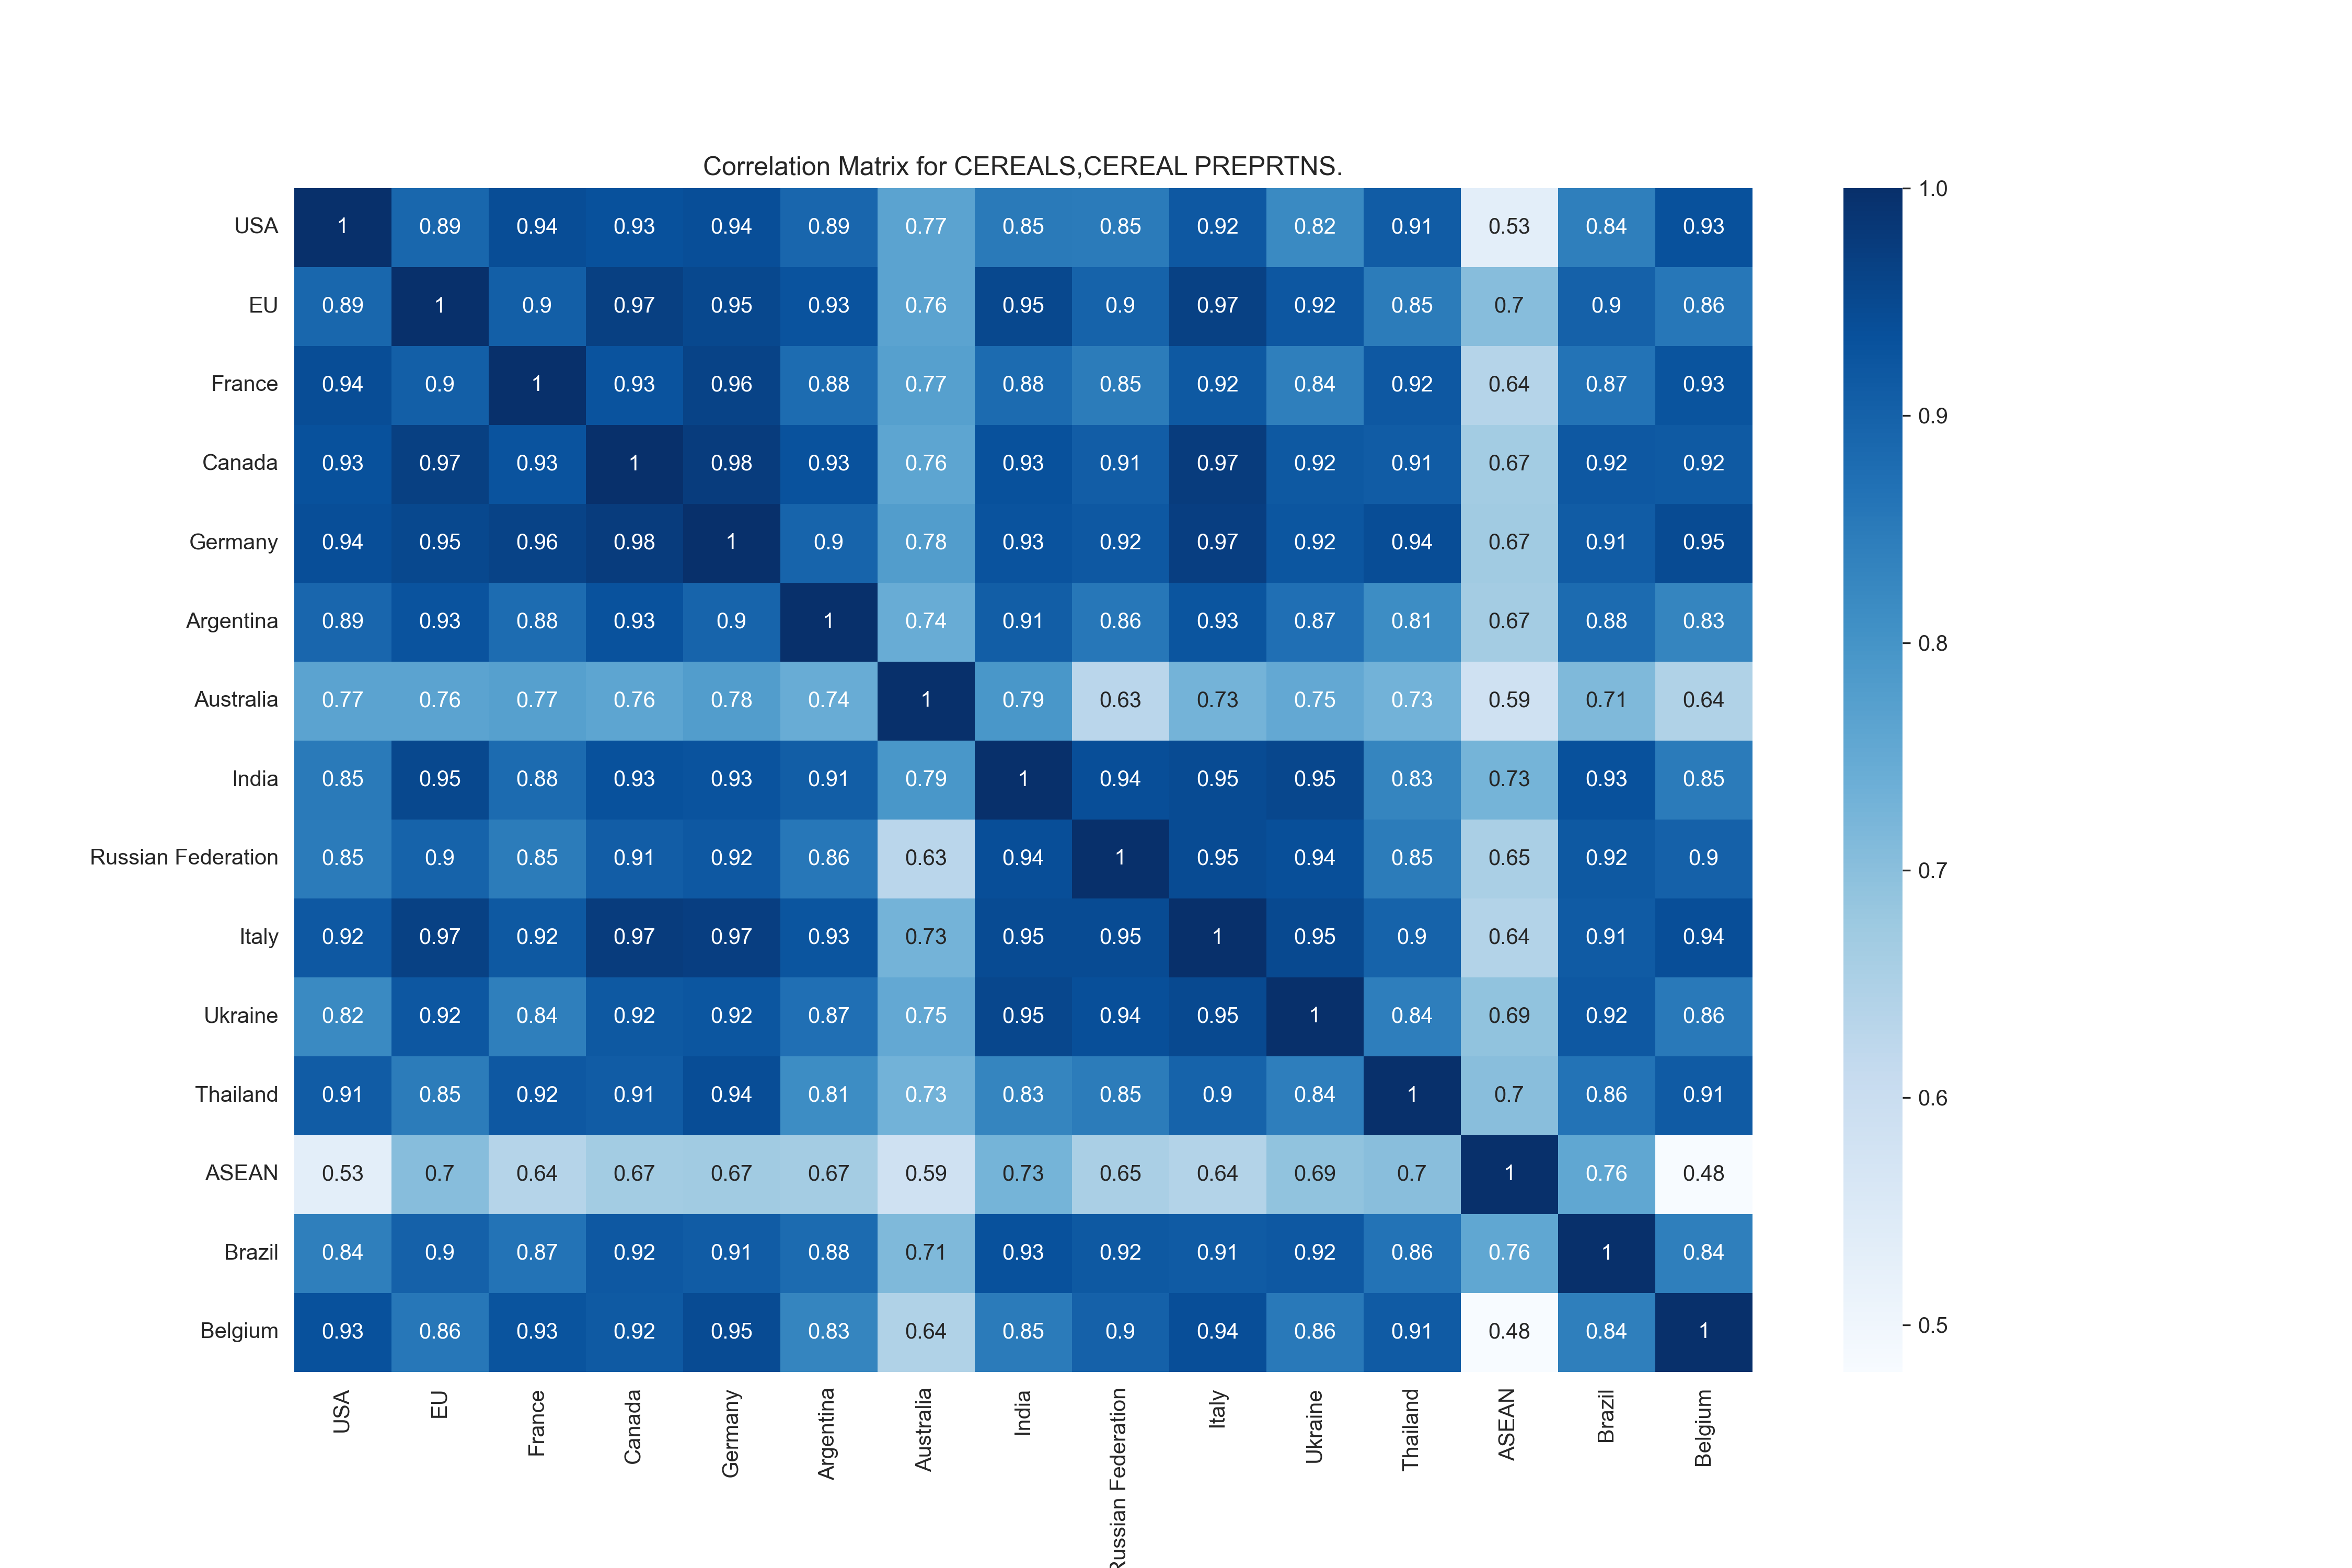 Correlation Matrix for CEREALS,CEREAL PREPRTNS.
USA 1 0.89 0.94 0.93 0.94 0.89 0.77 0.85 0.85 0.92 0.82 0.91 0.53 0.84 0.93
EU 0.89 1 0.9 0.97 0.95 0.93 0.76 0.95 0.9 0.97 0.92 0.85 0.7 0.9 0.86
France 0.94 0.9 1 0.93 0.96 0.88 0.77 0.88 0.85 0.92 0.84 0.92 0.64 0.87 0.93
Canada 0.93 0.97 0.93 1 0.98 0.93 0.76 0.93 0.91 0.97 0.92 0.91 0.67 0.92 0.92
Germany 0.94 0.95 0.96 0.98 1 0.9 0.78 0.93 0.92 0.97 0.92 0.94 0.67 0.91 0.95
Argentina 0.89 0.93 0.88 0.93 0.9 1 0.74 0.91 0.86 0.93 0.87 0.81 0.67 0.88 0.83
Australia 0.77 0.76 0.77 0.76 0.78 0.74 1 0.79 0.63 0.73 0.75 0.73 0.59 0.71 0.64
India 0.85 0.95 0.88 0.93 0.93 0.91 0.79 1 0.94 0.95 0.95 0.83 0.73 0.93 0.85
Russian Federation 0.85 0.9 0.85 0.91 0.92 0.86 0.63 0.94 1 0.95 0.94 0.85 0.65 0.92 0.9
Italy 0.92 0.97 0.92 0.97 0.97 0.93 0.73 0.95 0.95 1 0.95 0.9 0.64 0.91 0.94
Ukraine 0.82 0.92 0.84 0.92 0.92 0.87 0.75 0.95 0.94 0.95 1 0.84 0.69 0.92 0.86
Thailand 0.91 0.85 0.92 0.91 0.94 0.81 0.73 0.83 0.85 0.9 0.84 1 0.7 0.86 0.91
ASEAN 0.53 0.7 0.64 0.67 0.67 0.67 0.59 0.73 0.65 0.64 0.69 0.7 1 0.76 0.48
Brazil 0.84 0.9 0.87 0.92 0.91 0.88 0.71 0.93 0.92 0.91 0.92 0.86 0.76 1 0.84
Belgium 0.93 0.86 0.93 0.92 0.95 0.83 0.64 0.85 0.9 0.94 0.86 0.91 0.48 0.84 1
USA EU France Canada Germany Argentina Australia India Russian Federation Italy Ukraine Thailand ASEAN Brazil Belgium
1.0
0.9
0.8
0.7
0.6
0.5